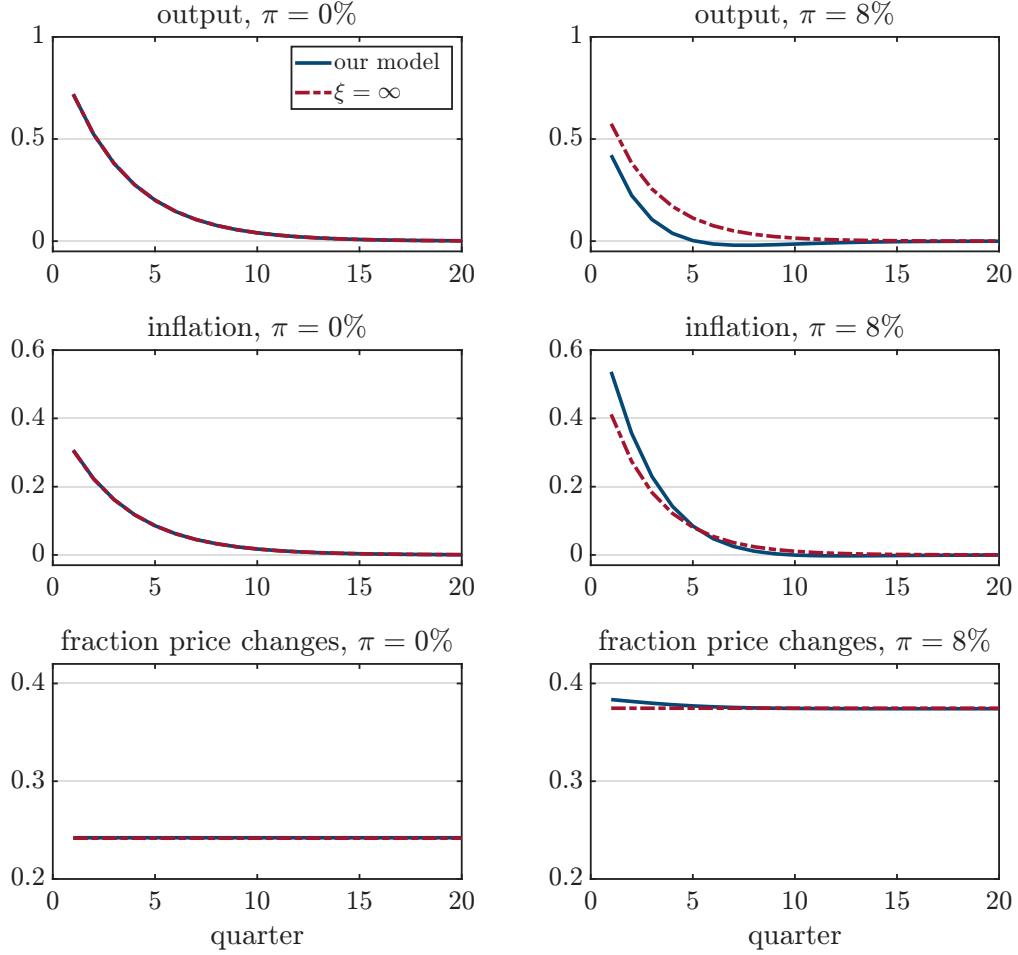 output, π = 0%
1
0.5
0
0 5 10 15 20
our model
ξ = ∞
output, π = 8%
1
0.5
0
0 5 10 15 20
inflation, π = 0%
0.6
0.4
0.2
0
0 5 10 15 20
inflation, π = 8%
0.6
0.4
0.2
0
0 5 10 15 20
fraction price changes, π = 0%
0.4
0.3
0.2
0 5 10 15 20
quarter
fraction price changes, π = 8%
0.4
0.3
0.2
0 5 10 15 20
quarter